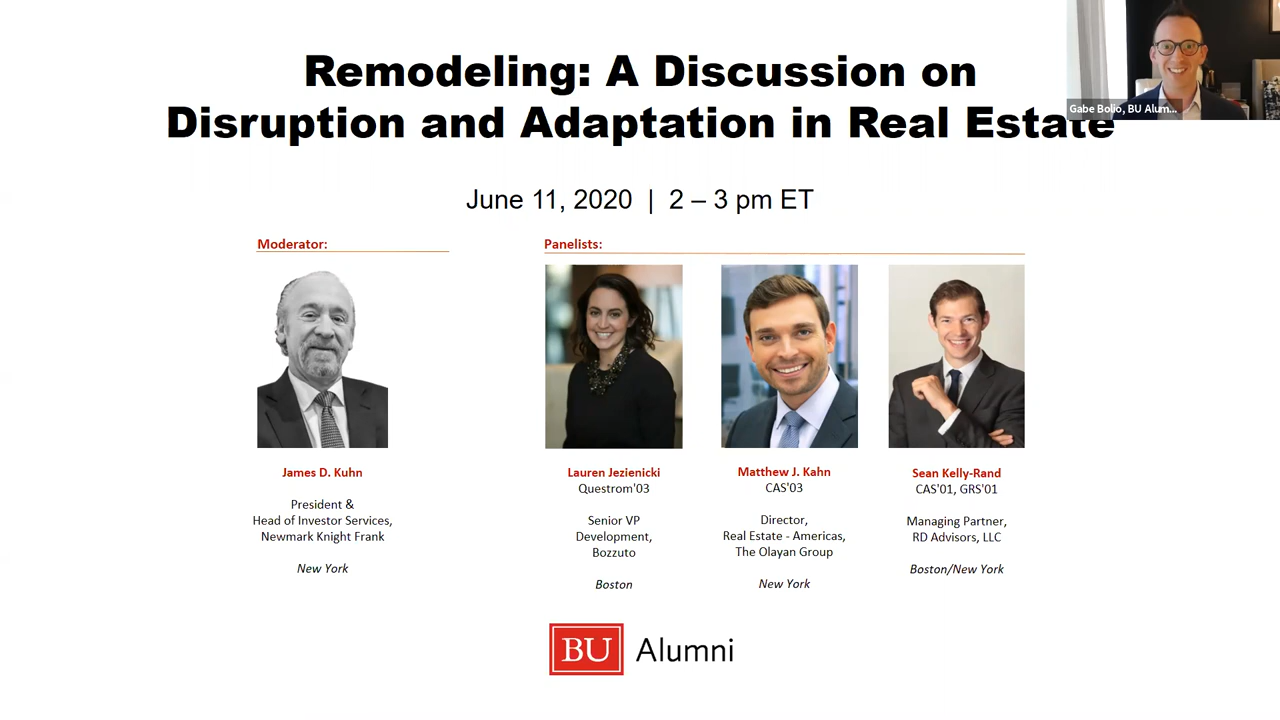 Remodeling: A Discussion on
Disruption and Adaptation in Real Estate
Gabe Bolio, BU Alum...
June 11, 2020 | 2 – 3 pm ET
Moderator:
Panelists:
James D. Kuhn
President &
Head of Investor Services,
Newmark Knight Frank
New York
Lauren Jezienicki
Questrom'03
Senior VP
Development,
Bozzuto
Boston
Matthew J. Kahn
CAS'03
Director,
Real Estate - Americas,
The Olayan Group
New York
Sean Kelly-Rand
CAS'01, GRS'01
Managing Partner,
RD Advisors, LLC
Boston/New York
BU Alumni